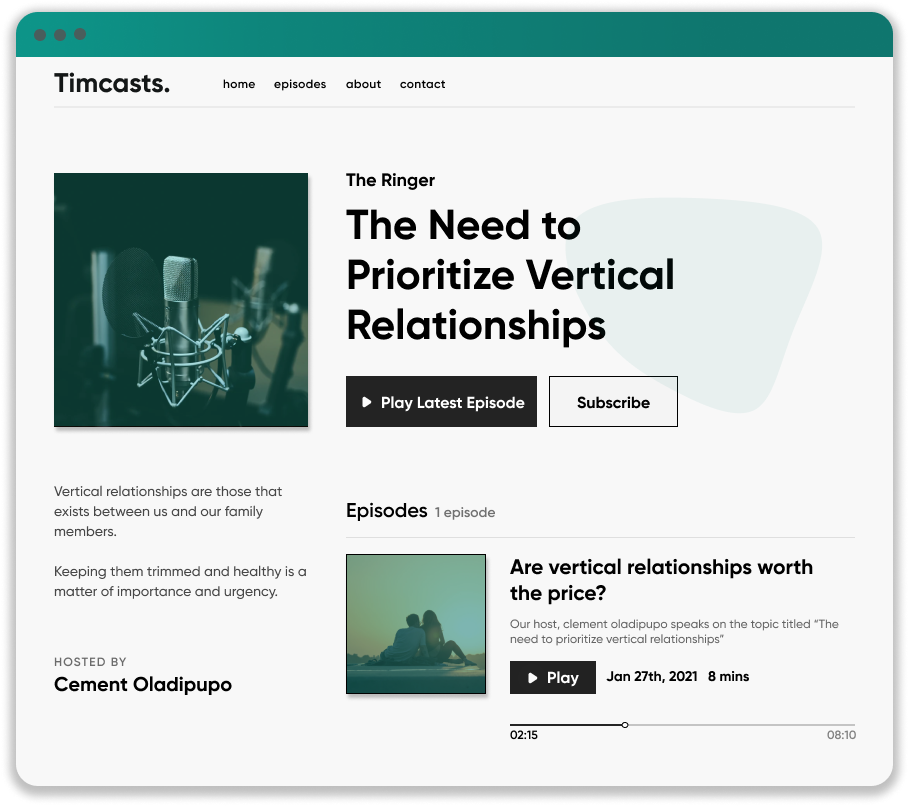 Timcasts.
home episodes about contact
The Ringer
The Need to
Prioritize Vertical
Relationships
Play Latest Episode
Subscribe
Vertical relationships are those that
exists between us and our family
members.
Keeping them trimmed and healthy is a
matter of importance and urgency.
HOSTED BY
Cement Oladipupo
Episodes 1 episode
Are vertical relationships worth
the price?
Our host, clement oladipupo speaks on the topic titled “The
need to prioritize vertical relationships”
Play
Jan 27th, 2021 8 mins
02:15
08:10